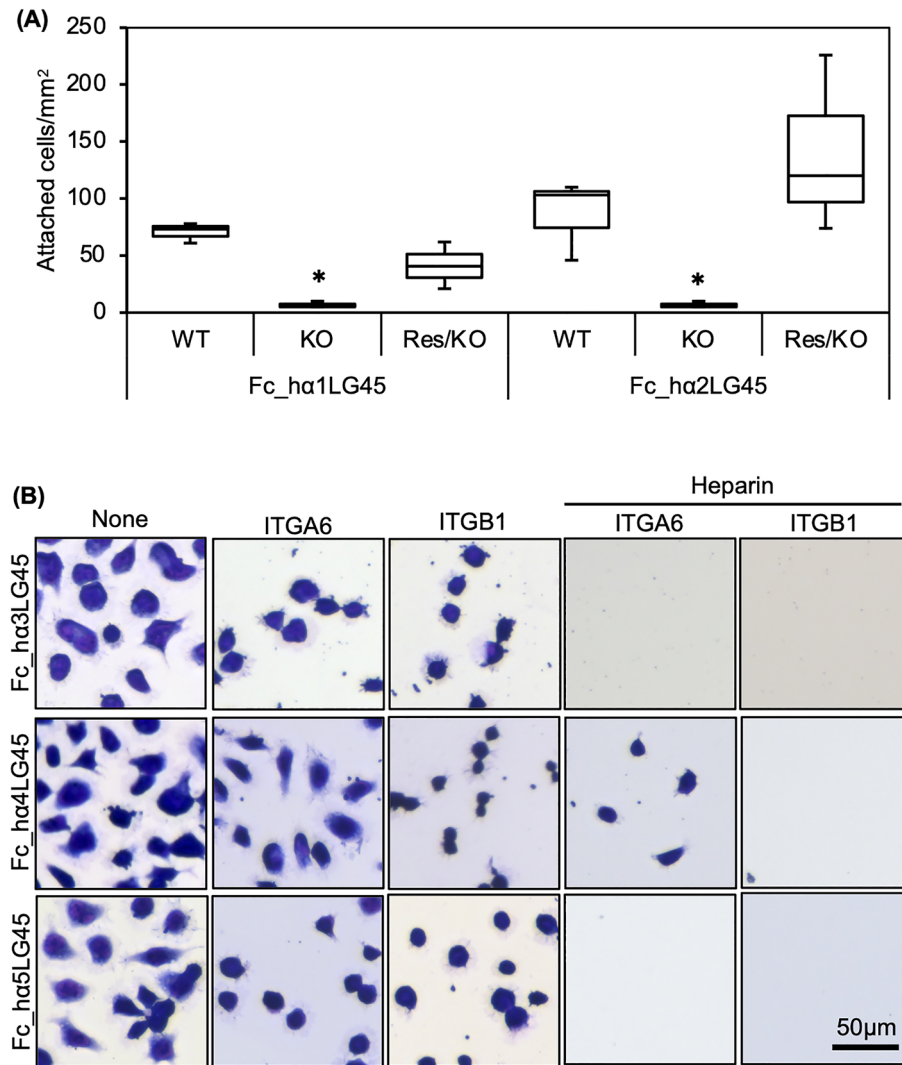 (A)
250
200
150
100
50
0
Attached cells/mm²
*
*
WT KO Res/KO WT KO Res/KO
Fc_hα1LG45 Fc_hα2LG45
(B)
Heparin
None ITGA6 ITGB1 ITGA6 ITGB1
Fc_hα3LG45
Fc_hα4LG45
Fc_hα5LG45
50μm